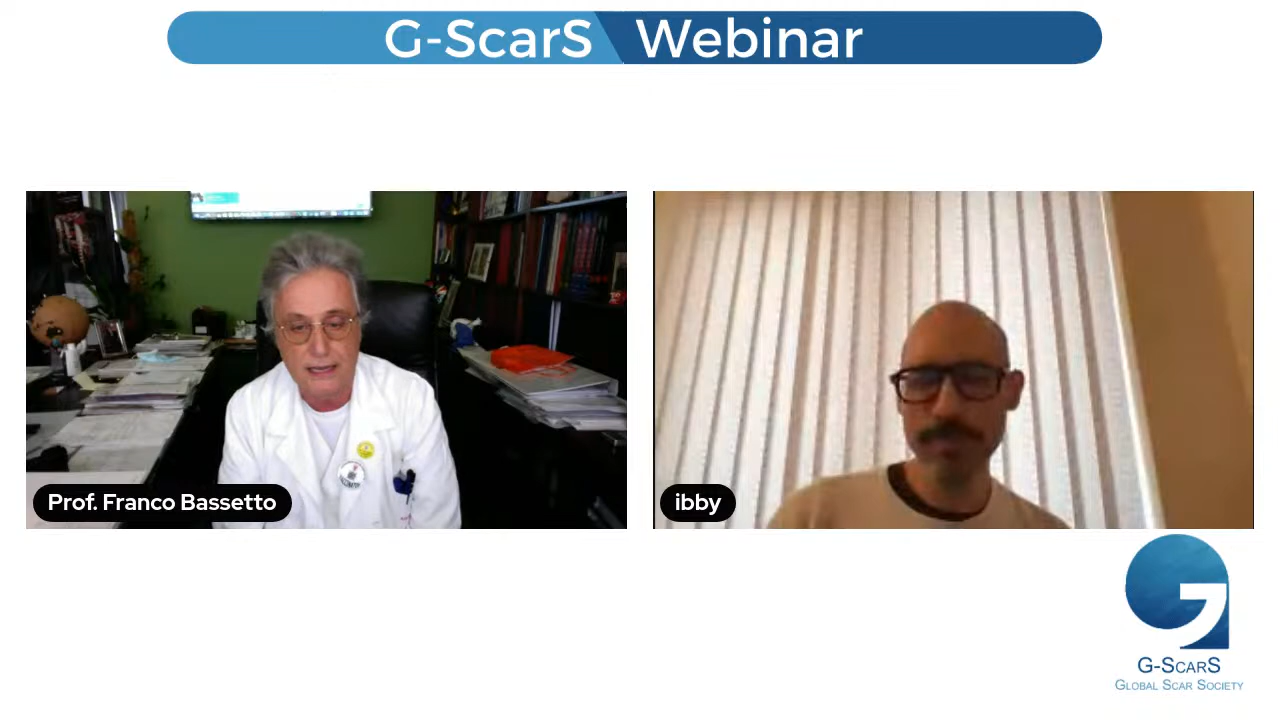 G-ScarS Webinar
Prof. Franco Bassetto
ibby
G-SCARS
GLOBAL SCAR SOCIETY